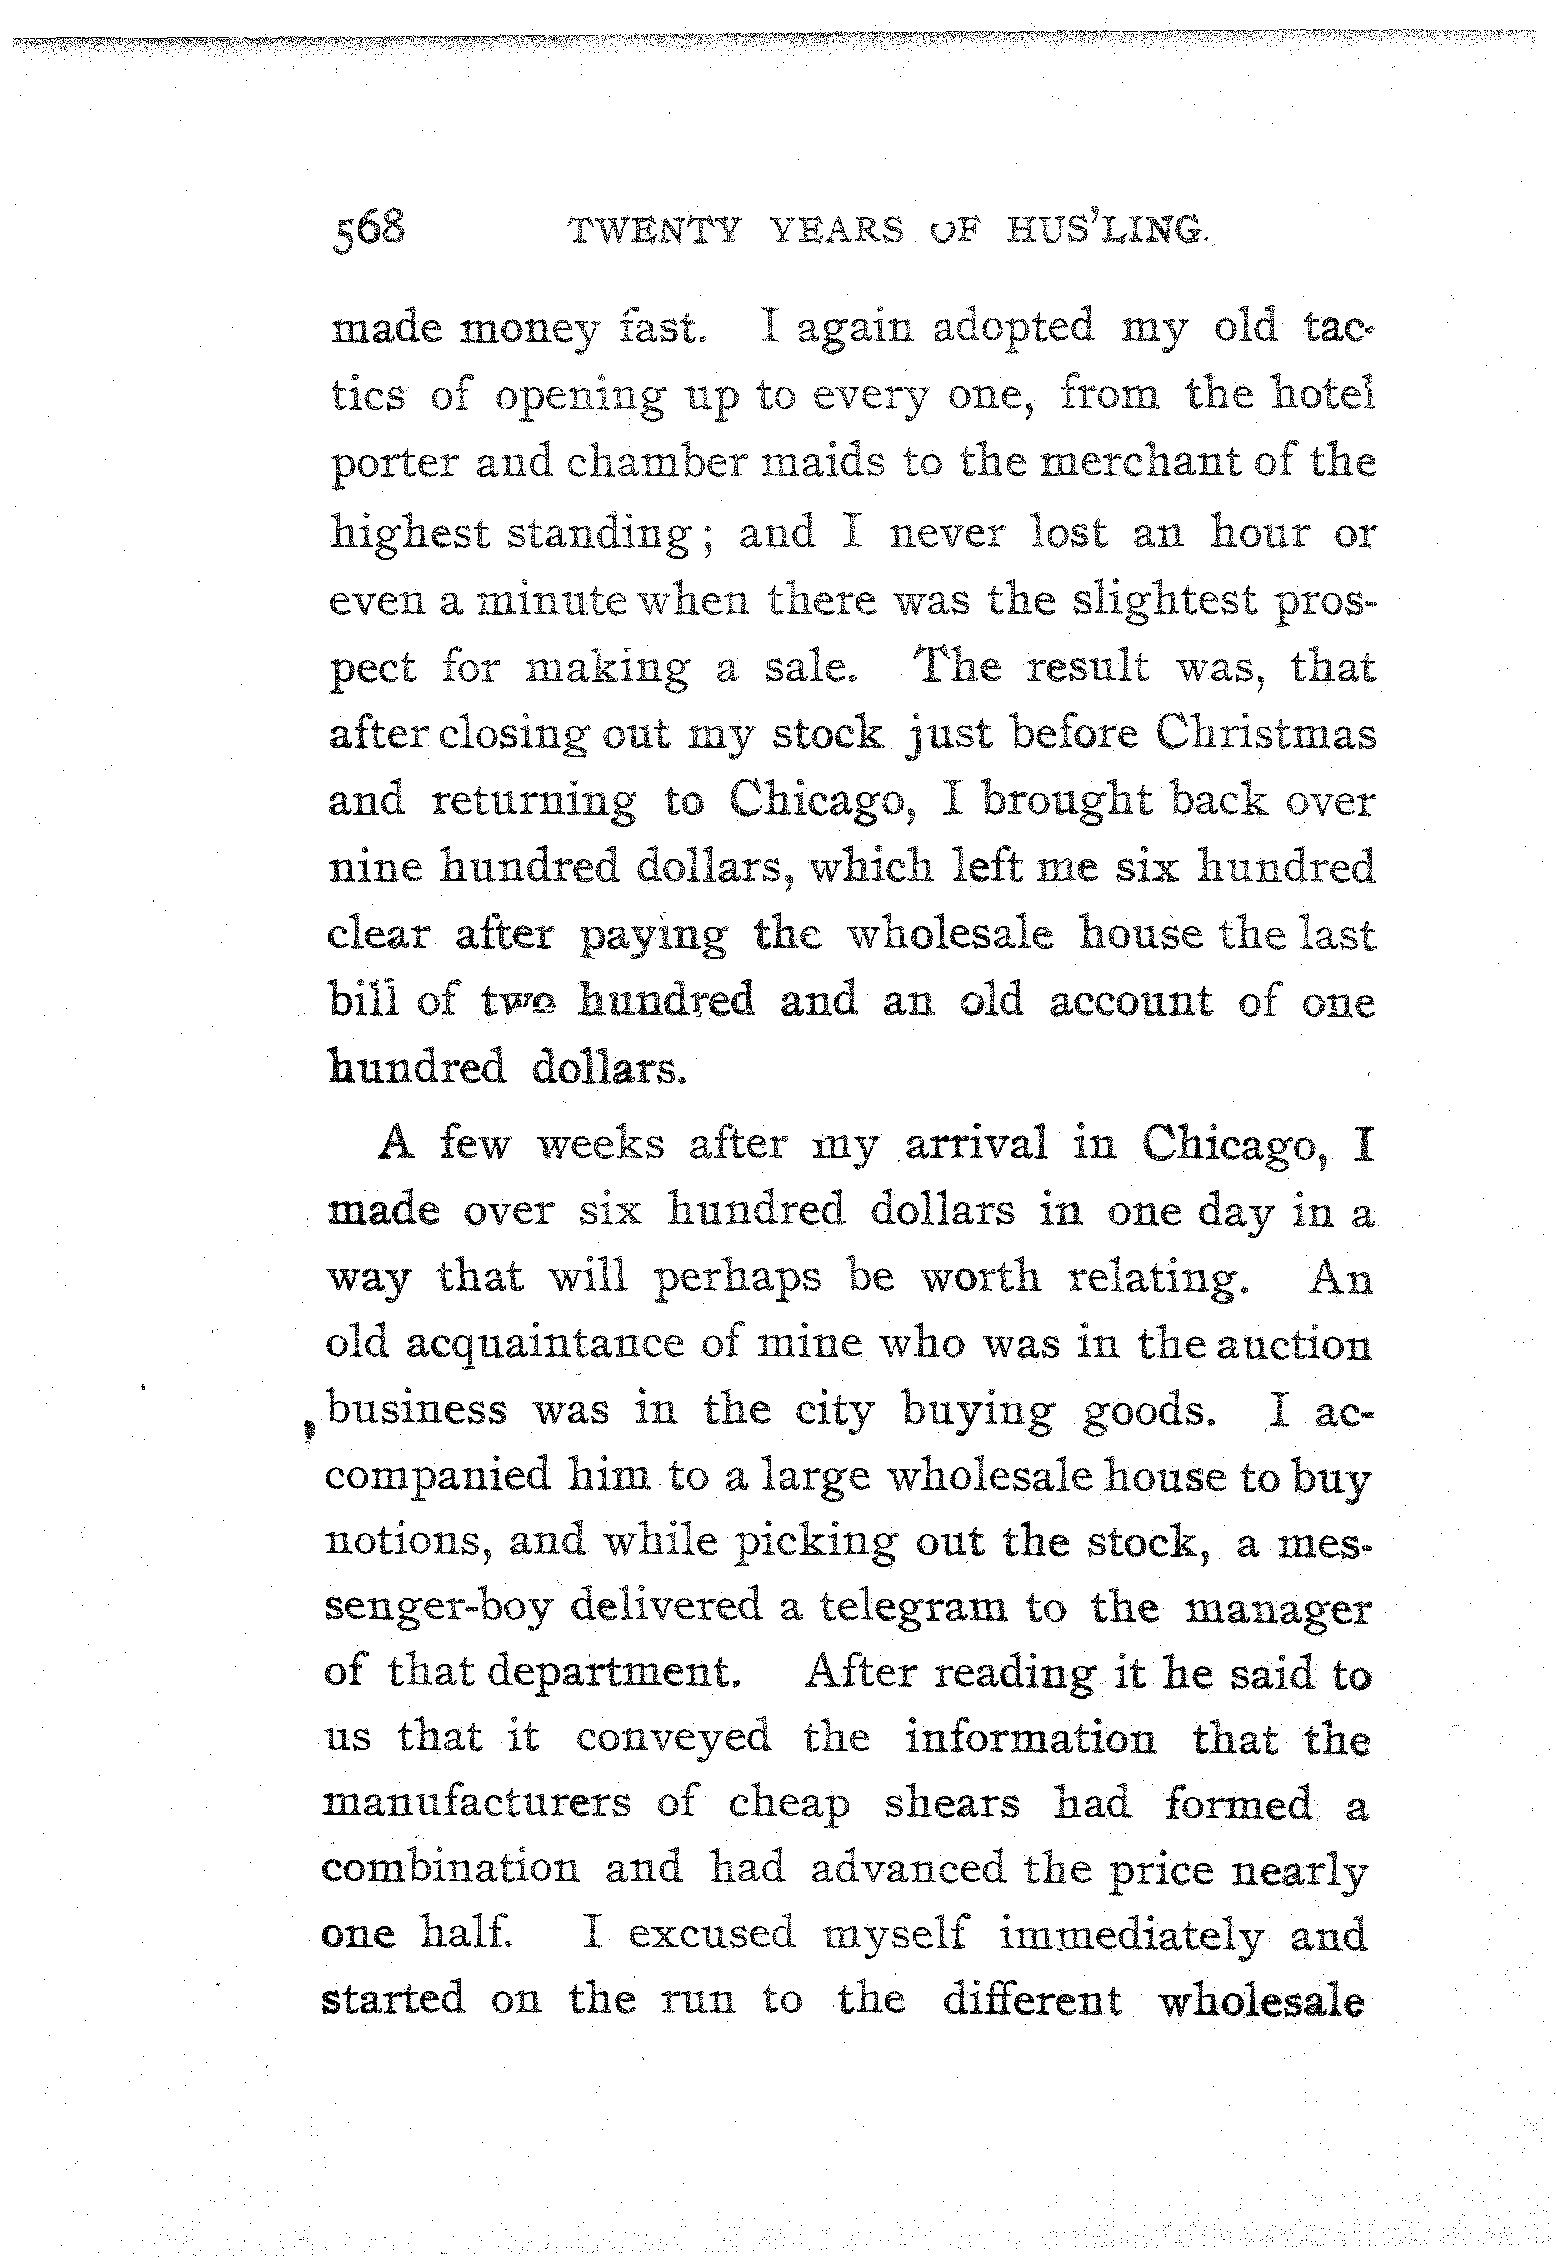 568 TWENTY YEARS OF HUS'LING.
made money fast. I again adopted my old tac-
tics of opening up to every one, from the hotel
porter and chamber maids to the merchant of the
highest standing; and I never lost an hour or
even a minute when there was the slightest pros-
pect for making a sale. The result was, that
after closing out my stock just before Christmas
and returning to Chicago, I brought back over
nine hundred dollars, which left me six hundred
clear after paying the wholesale house the last
bill of two hundred and an old account of one
hundred dollars.
A few weeks after my arrival in Chicago, I
made over six hundred dollars in one day in a
way that will perhaps be worth relating. An
old acquaintance of mine who was in the auction
business was in the city buying goods. I ac-
companied him to a large wholesale house to buy
notions, and while picking out the stock, a mes-
senger-boy delivered a telegram to the manager
of that department. After reading it he said to
us that it conveyed the information that the
manufacturers of cheap shears had formed a
combination and had advanced the price nearly
one half. I excused myself immediately and
started on the run to the different wholesale